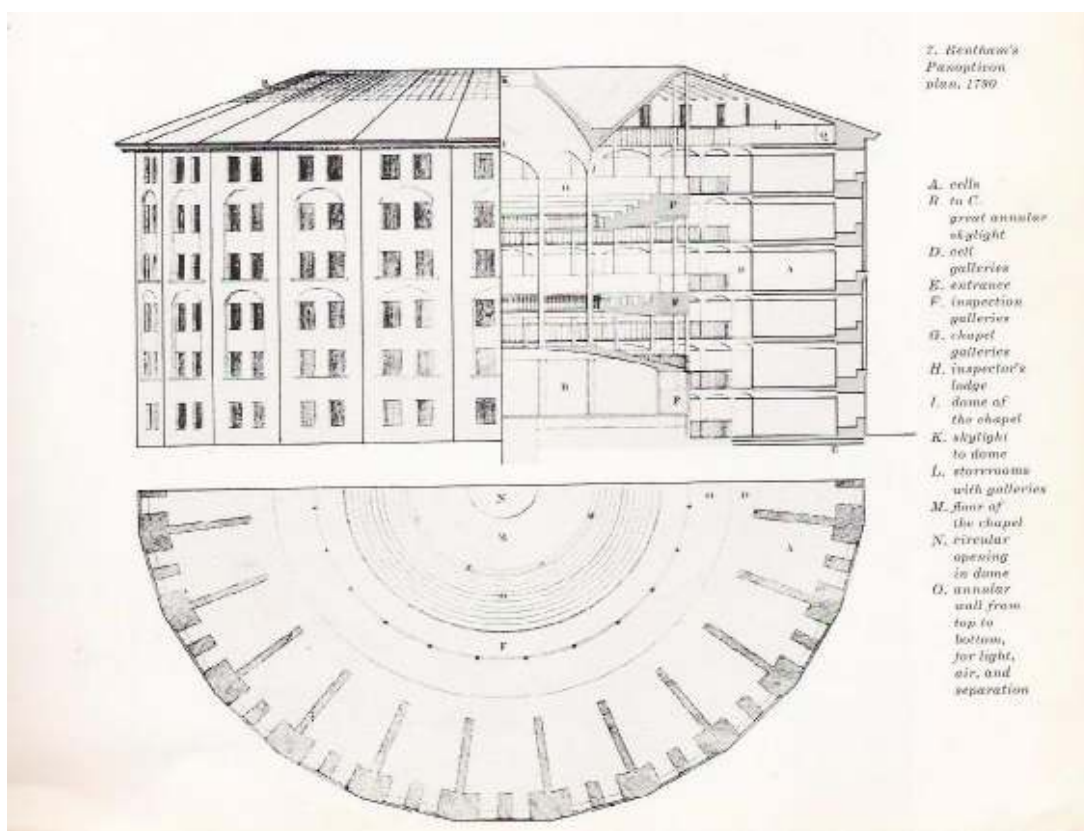 7. Bentham's
Panopticon
plan, 1790
A. cells
B. to C.
great annular
skylight
D. cell
galleries
E. entrance
F. inspection
galleries
G. chapel
galleries
H. inspector's
lodge
I. dome of
the chapel
K. skylight
to dome
L. storerooms
with galleries
M. floor of
the chapel
N. circular
opening
in dome
O. annular
wall from
top to
bottom,
for light,
air, and
separation
F
A
F
F
N
M
D
A
F